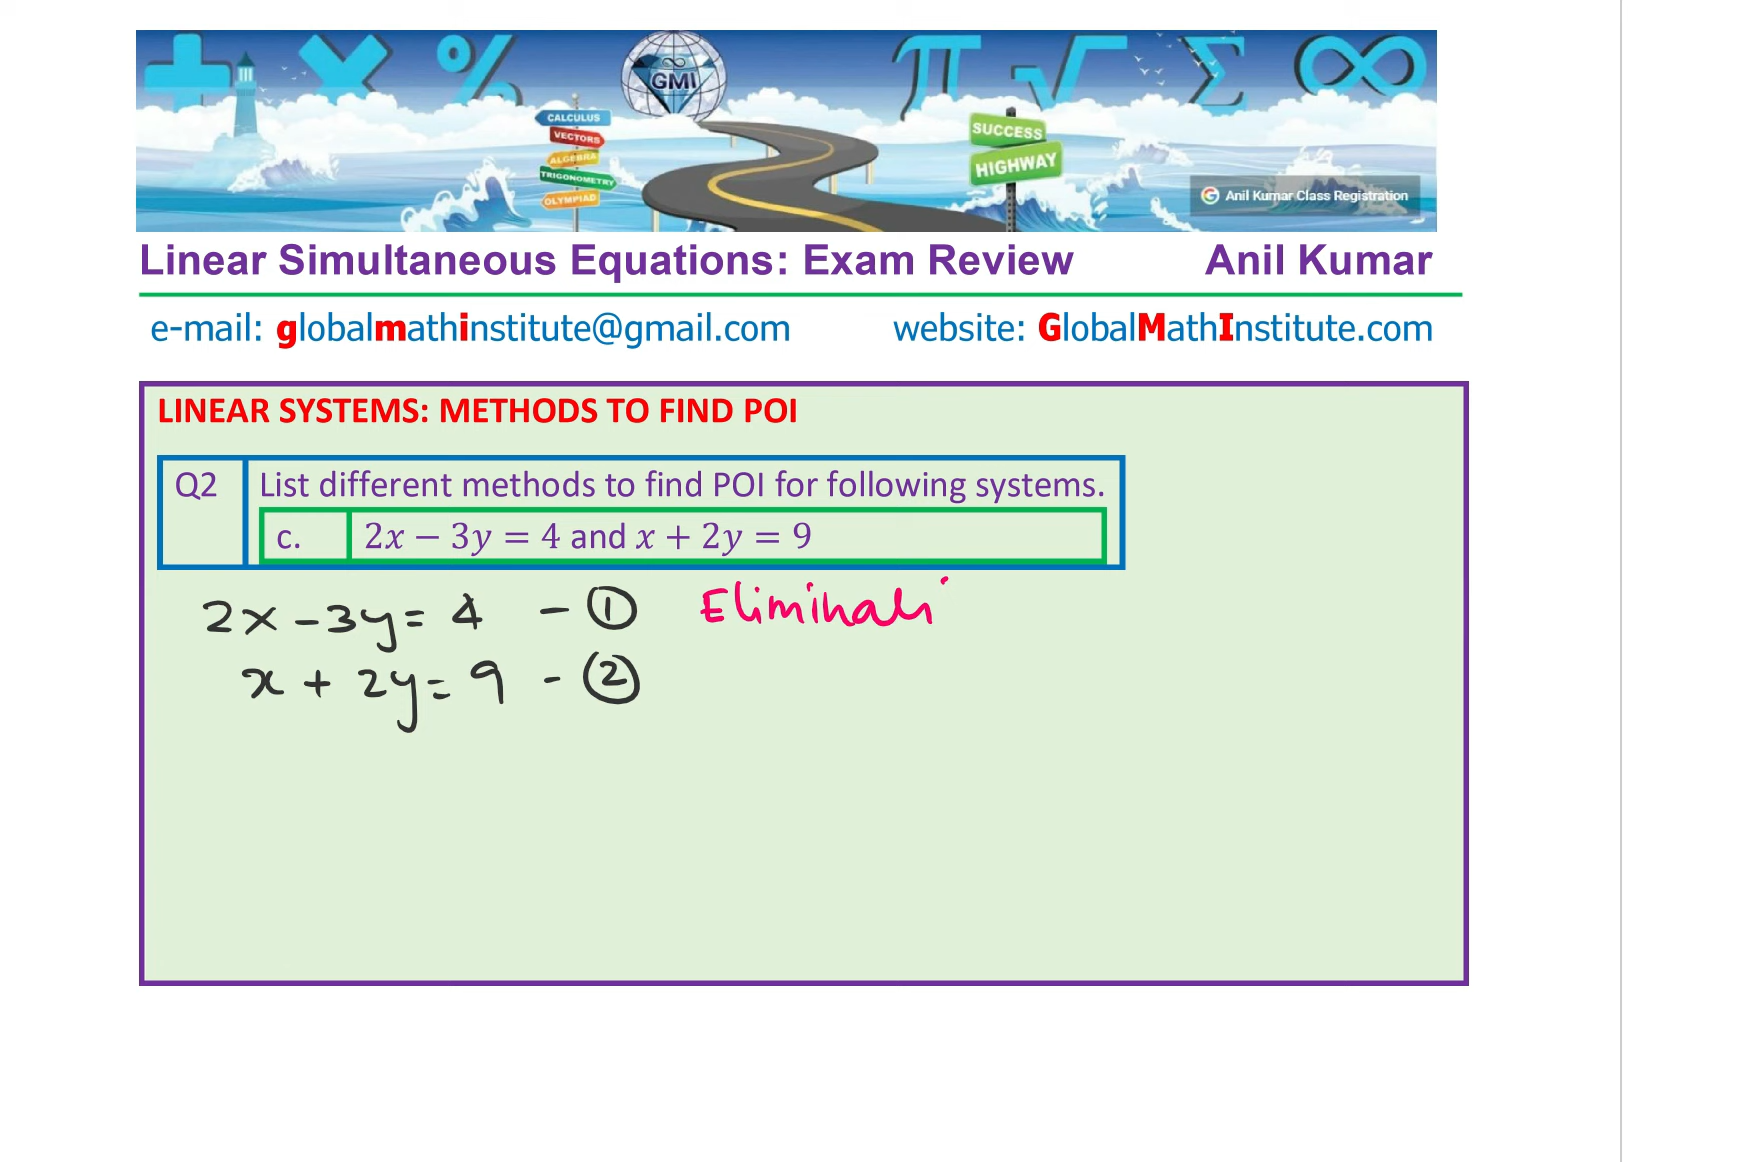 GMI
CALCULUS
VECTORS
ALGEBRA
TRIGONOMETRY
OLYMPIAD
SUCCESS
HIGHWAY
Anil Kumar Class Registration
Linear Simultaneous Equations: Exam Review Anil Kumar
e-mail: globalmathinstitute@gmail.com website: GlobalMathInstitute.com
LINEAR SYSTEMS: METHODS TO FIND POI
Q2 List different methods to find POI for following systems.
c. 2x − 3y = 4 and x + 2y = 9
2x - 3y = 4 - ① Eliminati
x + 2y = 9 - ②